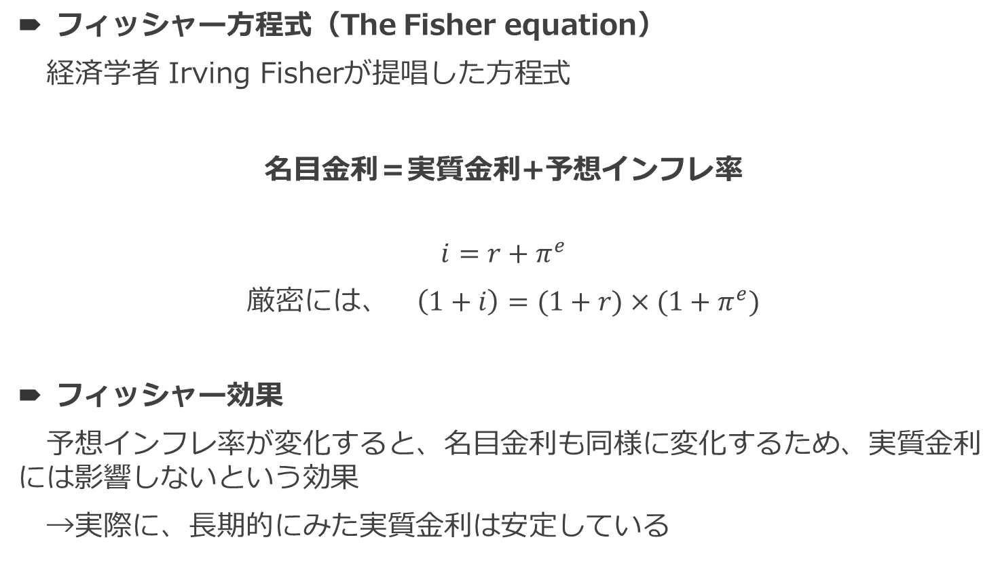 ➠ フィッシャー方程式（The Fisher equation）
経済学者 Irving Fisherが提唱した方程式
名目金利＝実質金利+予想インフレ率
i = r + π^e
厳密には、 (1 + i) = (1 + r) × (1 + π^e)
➠ フィッシャー効果
予想インフレ率が変化すると、名目金利も同様に変化するため、実質金利
には影響しないという効果
→実際に、長期的にみた実質金利は安定している